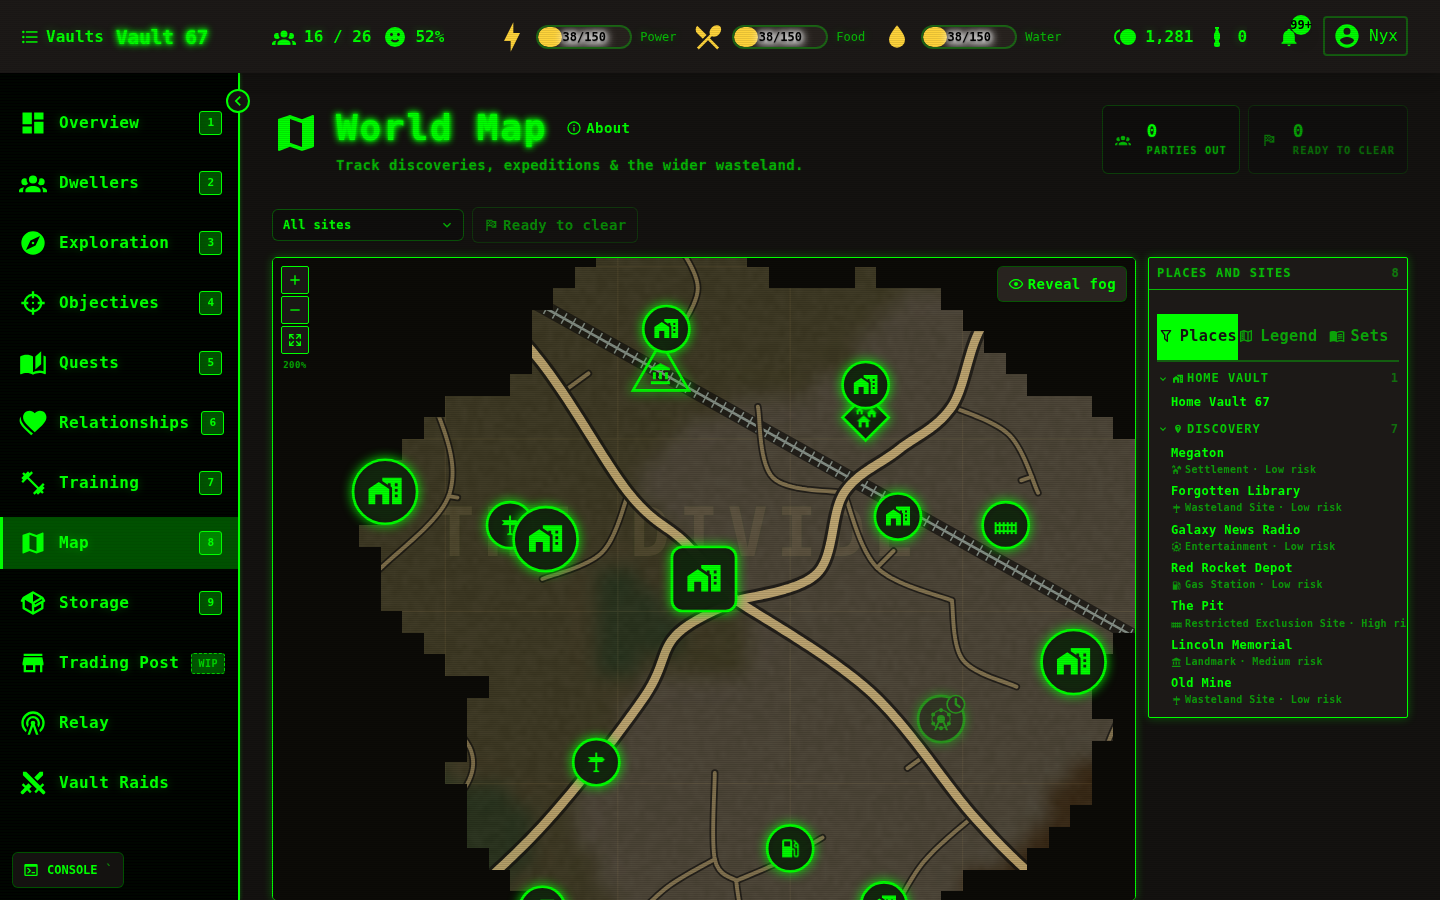 Vaults Vault 67
16 / 26
52%
38/150 Power
38/150 Food
38/150 Water
1,281
0
99+
Nyx
Overview 1
Dwellers 2
Exploration 3
Objectives 4
Quests 5
Relationships 6
Training 7
Map 8
Storage 9
Trading Post WIP
Relay
Vault Raids
CONSOLE `
World Map
About
Track discoveries, expeditions & the wider wasteland.
0
PARTIES OUT
0
READY TO CLEAR
All sites
Ready to clear
+
−
200%
Reveal fog
DIVIDE
PLACES AND SITES 8
Places Legend Sets
HOME VAULT 1
Home Vault 67
DISCOVERY 7
Megaton
Settlement · Low risk
Forgotten Library
Wasteland Site · Low risk
Galaxy News Radio
Entertainment · Low risk
Red Rocket Depot
Gas Station · Low risk
The Pit
Restricted Exclusion Site · High ri
Lincoln Memorial
Landmark · Medium risk
Old Mine
Wasteland Site · Low risk